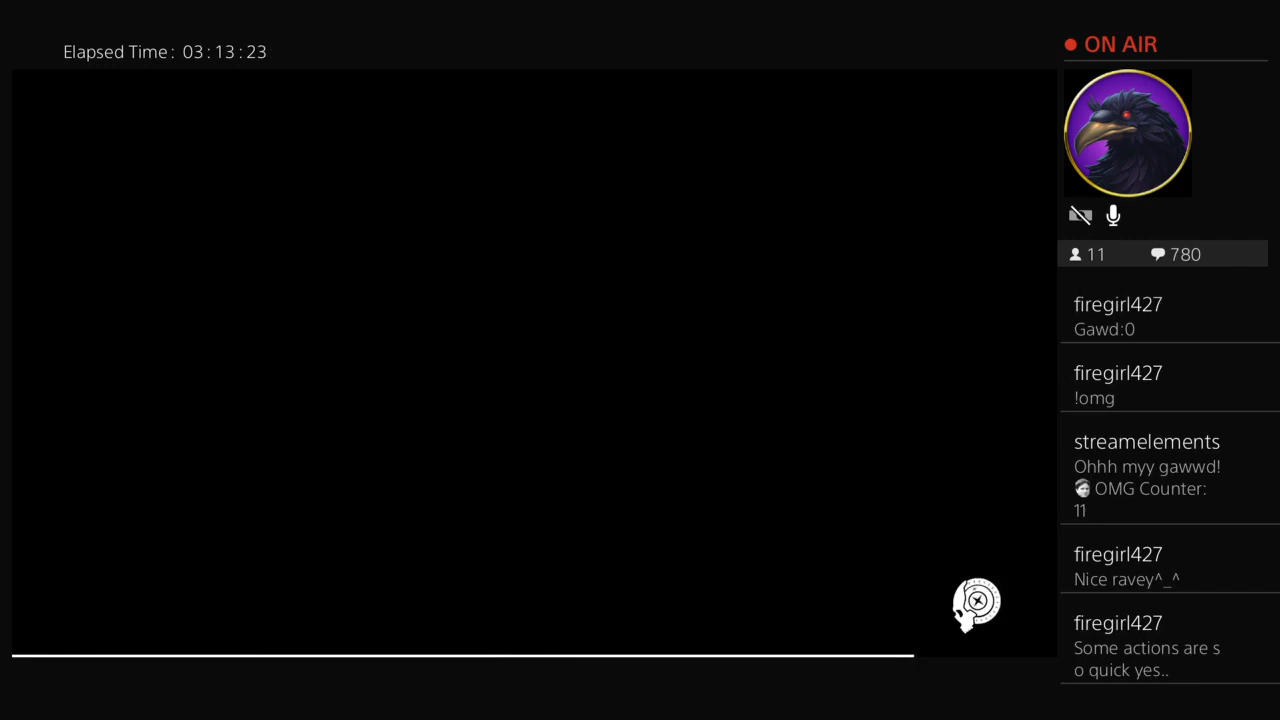 Elapsed Time: 03:13:23
ON AIR
11 780
firegirl427
Gawd:0
firegirl427
!omg
streamelements
Ohhh myy gawwd!
OMG Counter:
11
firegirl427
Nice ravey^_^
firegirl427
Some actions are s
o quick yes..